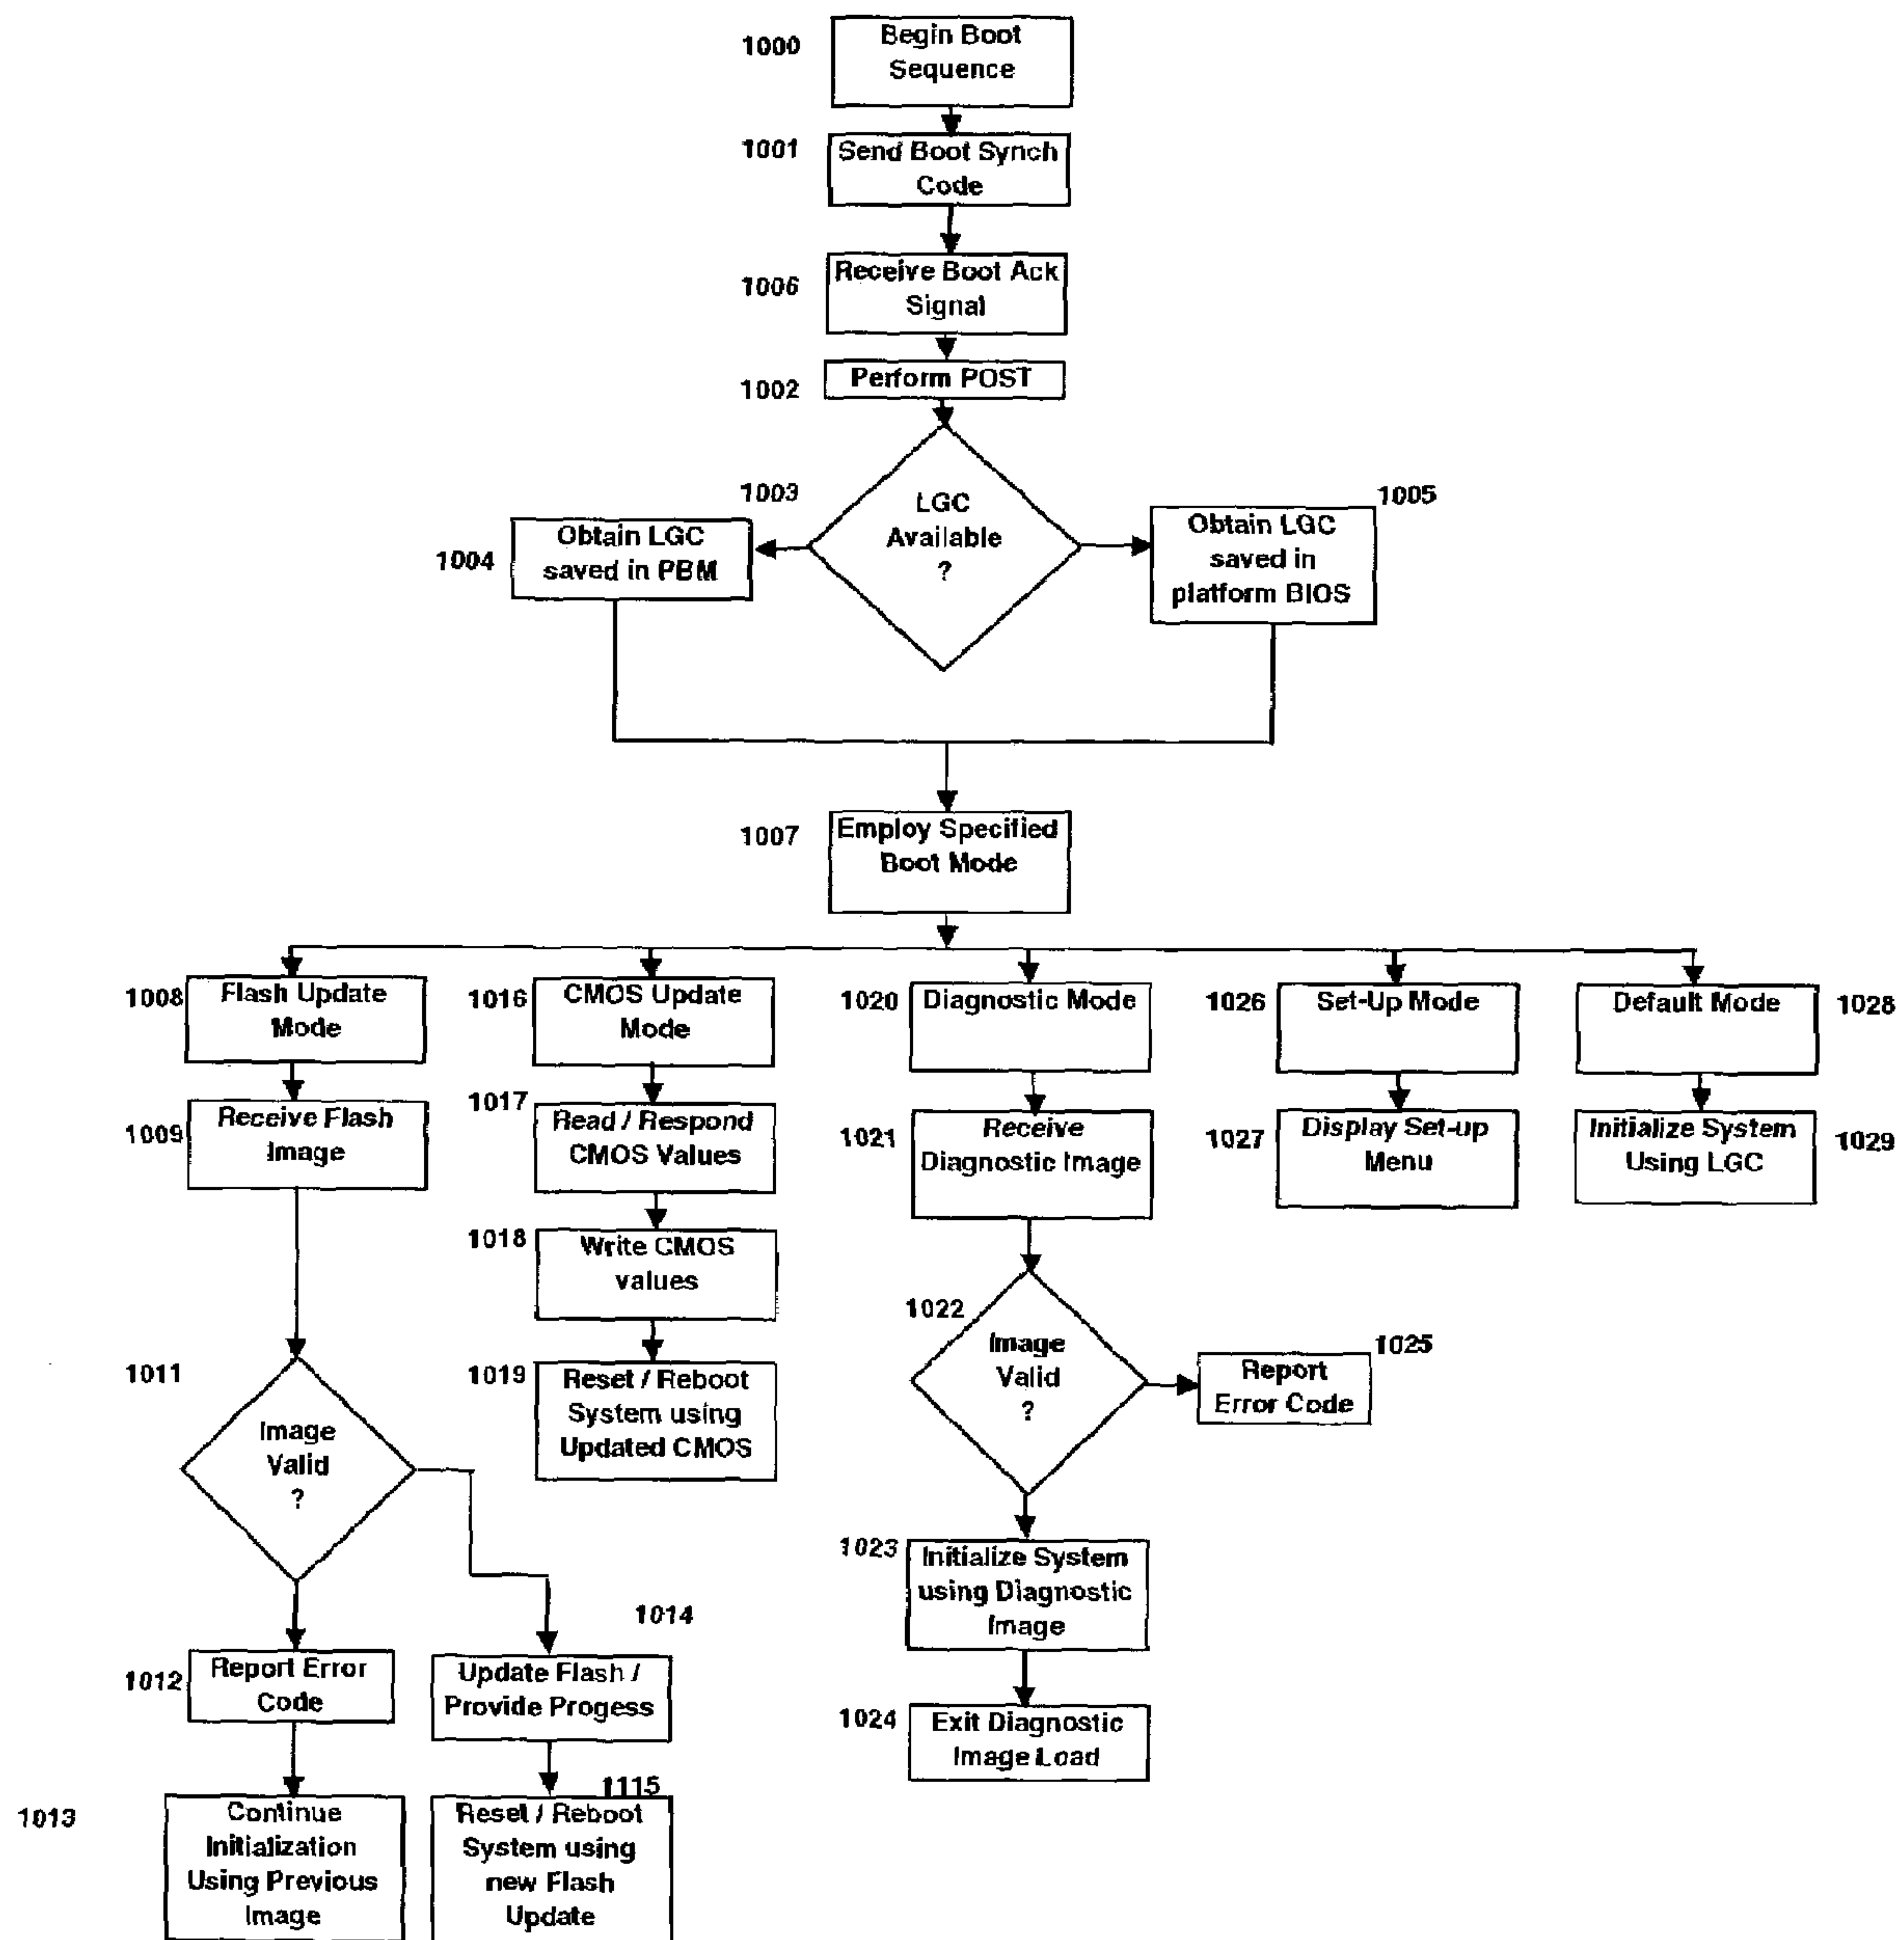 1000
Begin Boot
Sequence
1001
Send Boot Synch
Code
1006
Receive Boot Ack
Signal
1002
Perform POST
1003
LGC
Available
?
1004
Obtain LGC
saved in PBM
1005
Obtain LGC
saved in
platform BIOS
1007
Employ Specified
Boot Mode
1008
Flash Update
Mode
1009
Receive Flash
Image
1011
Image
Valid
?
1012
Report Error
Code
1013
Continue
Initialization
Using Previous
Image
1014
Update Flash /
Provide Progess
1115
Reset / Reboot
System using
new Flash
Update
1016
CMOS Update
Mode
1017
Read / Respond
CMOS Values
1018
Write CMOS
values
1019
Reset / Reboot
System using
Updated CMOS
1020
Diagnostic Mode
1021
Receive
Diagnostic Image
1022
Image
Valid
?
1025
Report
Error Code
1023
Initialize System
using Diagnostic
Image
1024
Exit Diagnostic
Image Load
1026
Set-Up Mode
1027
Display Set-up
Menu
Default Mode
1028
Initialize System
Using LGC
1029